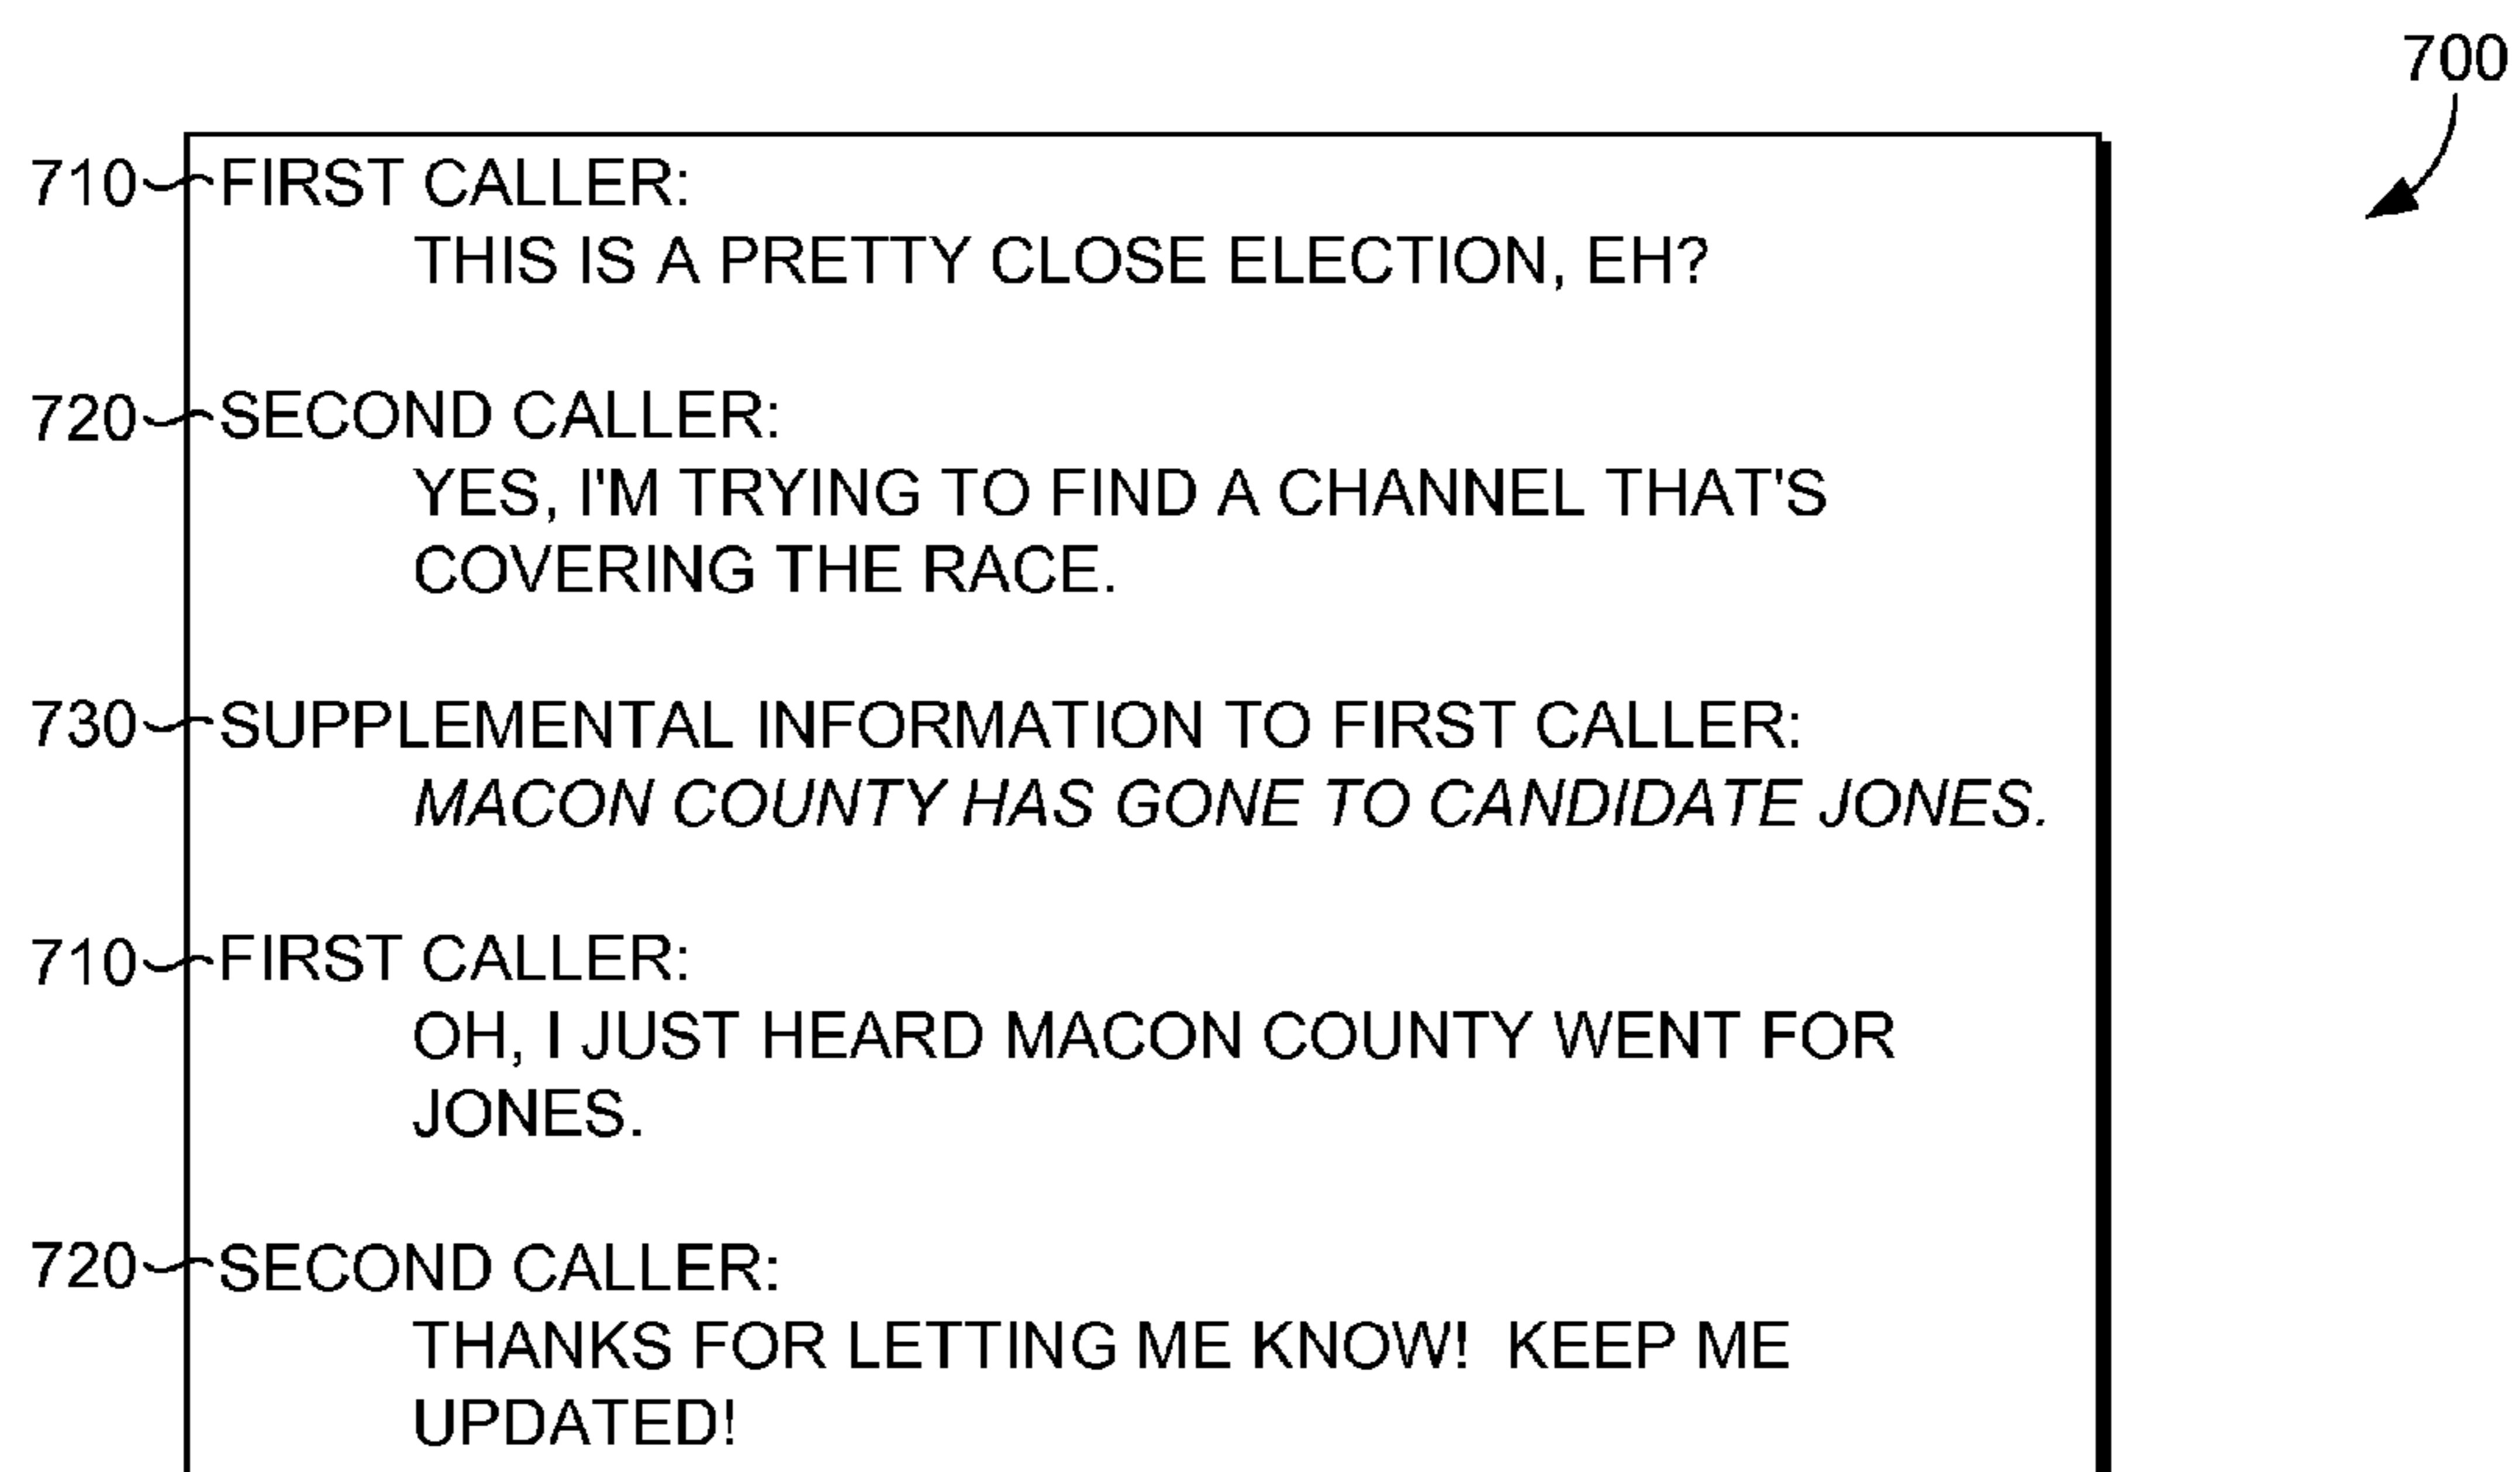 700
710 FIRST CALLER:
THIS IS A PRETTY CLOSE ELECTION, EH?
720 SECOND CALLER:
YES, I'M TRYING TO FIND A CHANNEL THAT'S
COVERING THE RACE.
730 SUPPLEMENTAL INFORMATION TO FIRST CALLER:
MACON COUNTY HAS GONE TO CANDIDATE JONES.
710 FIRST CALLER:
OH, I JUST HEARD MACON COUNTY WENT FOR
JONES.
720 SECOND CALLER:
THANKS FOR LETTING ME KNOW!  KEEP ME
UPDATED!